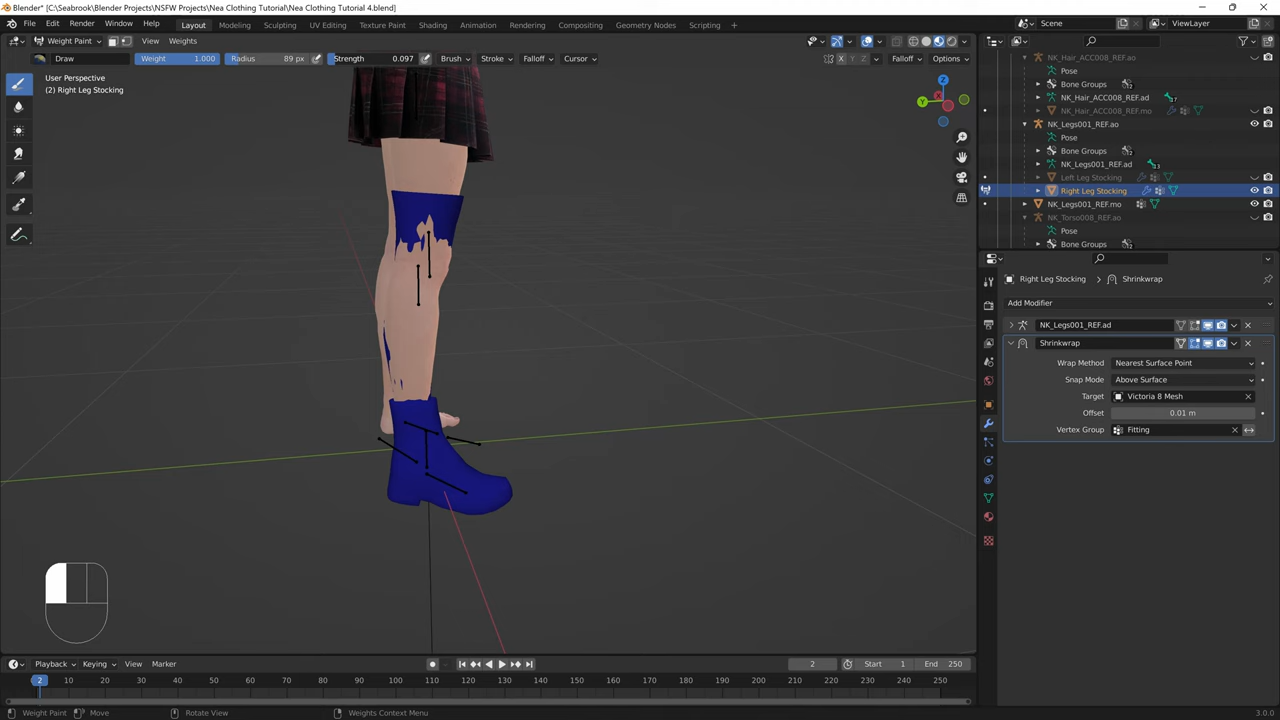 Blender* [C:\Seabrook\Blender Projects\NSFW Projects\Nea Clothing Tutorial\Nea Clothing Tutorial 4.blend]
File Edit Render Window Help Layout Modeling Sculpting UV Editing Texture Paint Shading Animation Rendering Compositing Geometry Nodes Scripting Scene ViewLayer
Weight Paint View Weights
Draw Weight 1.000 Radius 89 px Strength 0.097 Brush Stroke Falloff Cursor X Falloff Options
User Perspective
(2) Right Leg Stocking
Z
Y
X
NK_Hair_ACC008_REF.ao
Pose
Bone Groups
NK_Hair_ACC008_REF.ad
NK_Hair_ACC008_REF.mo
NK_Legs001_REF.ao
Pose
Bone Groups
NK_Legs001_REF.ad
Left Leg Stocking
Right Leg Stocking
NK_Legs001_REF.mo
NK_Torso008_REF.ao
Pose
Bone Groups
Right Leg Stocking > Shrinkwrap
Add Modifier
NK_Legs001_REF.ad
Shrinkwrap
Wrap Method Nearest Surface Point
Snap Mode Above Surface
Target Victoria 8 Mesh
Offset 0.01 m
Vertex Group Fitting
Playback Keying View Marker 2 Start 1 End 250
2 10 20 30 40 50 60 70 80 90 100 110 120 130 140 150 160 170 180 190 200 210 220 230 240 250
Weight Paint Move Rotate View Weights Context Menu 3.0.0